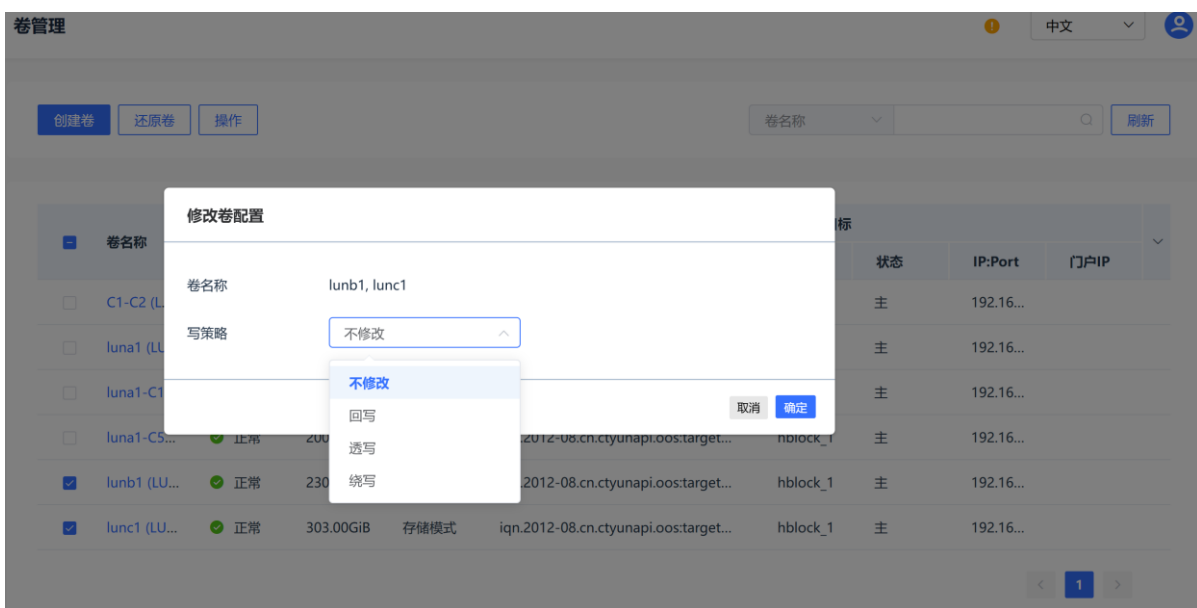 卷管理
中文
创建卷 还原卷 操作 卷名称 刷新
修改卷配置
卷名称 lunb1, lunc1
写策略 不修改
不修改
回写
透写
绕写
取消 确定
卷名称 标
状态 IP:Port 门户IP
C1-C2 (L 主 192.16...
luna1 (LU 主 192.16...
luna1-C1 主 192.16...
luna1-C5... 正常 200 .2012-08.cn.ctyunapi.oos:target... hblock_1 主 192.16...
lunb1 (LU... 正常 230 .2012-08.cn.ctyunapi.oos:target... hblock_1 主 192.16...
lunc1 (LU... 正常 303.00GiB 存储模式 iqn.2012-08.cn.ctyunapi.oos:target... hblock_1 主 192.16...
1